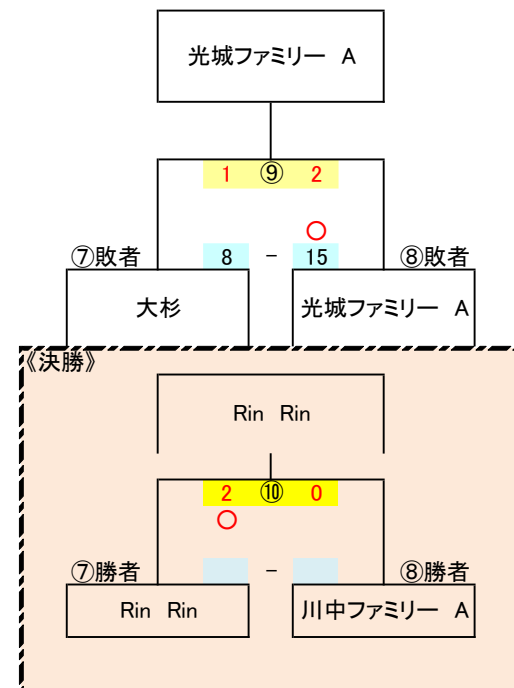 光城ファミリー A
1 ⑨ 2
○
⑦敗者 8 - 15 ⑧敗者
大杉 光城ファミリー A
《決勝》
Rin Rin
2 ⑩ 0
○
⑦勝者 - ⑧勝者
Rin Rin 川中ファミリー A